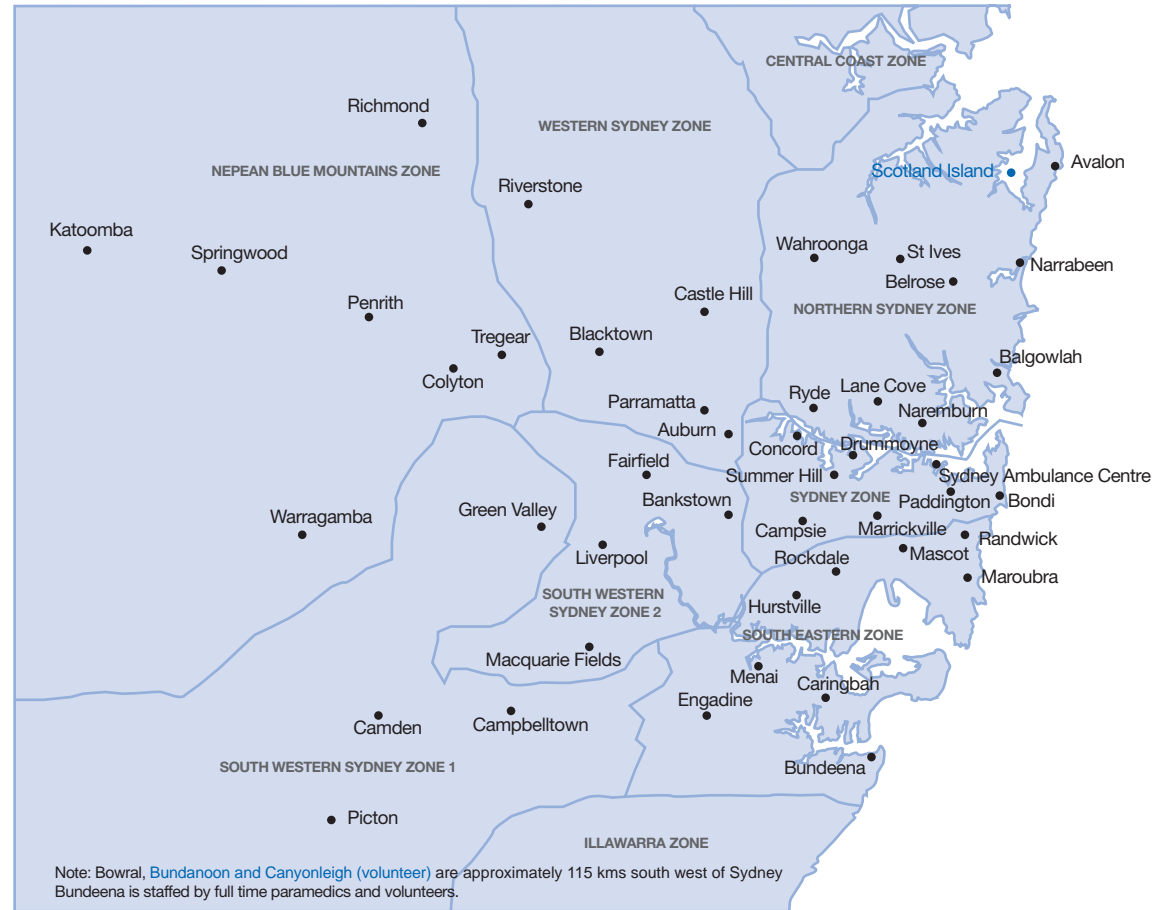 CENTRAL COAST ZONE
Richmond
WESTERN SYDNEY ZONE
NEPEAN BLUE MOUNTAINS ZONE
Scotland Island
Avalon
Riverstone
Katoomba
Springwood
Wahroonga
St Ives
Narrabeen
Belrose
Castle Hill
Penrith
NORTHERN SYDNEY ZONE
Tregear
Blacktown
Balgowlah
Colyton
Lane Cove
Ryde
Parramatta
Naremburn
Auburn
Concord
Drummoyne
Fairfield
Summer Hill
Sydney Ambulance Centre
Bankstown
SYDNEY ZONE
Paddington
Bondi
Green Valley
Warragamba
Campsie
Marrickville
Randwick
Liverpool
Rockdale
Mascot
Maroubra
SOUTH WESTERN
SYDNEY ZONE 2
Hurstville
SOUTH EASTERN ZONE
Macquarie Fields
Menai
Caringbah
Engadine
Camden
Campbelltown
SOUTH WESTERN SYDNEY ZONE 1
Bundeena
Picton
ILLAWARRA ZONE
Note: Bowral, Bundanoon and Canyonleigh (volunteer) are approximately 115 kms south west of Sydney
Bundeena is staffed by full time paramedics and volunteers.